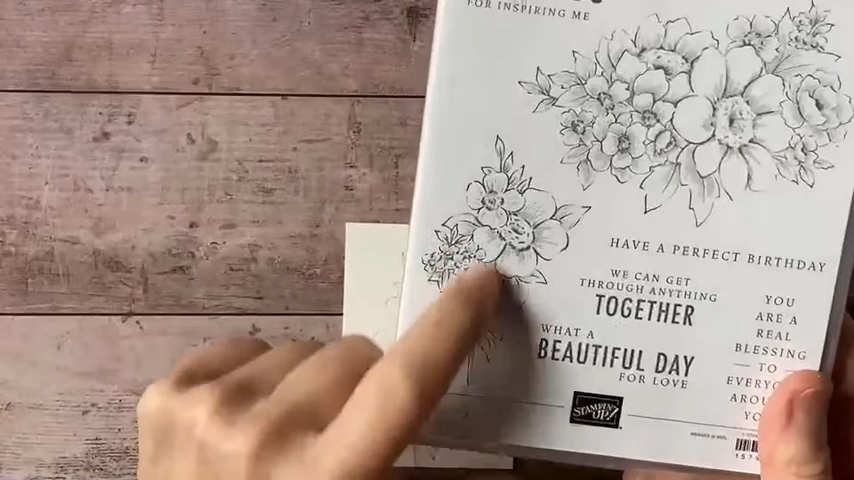 FOR INSPIRING ME
HAVE A PERFECT BIRTHDAY
WE CAN GET
THROUGH ANYTHING
TOGETHER
WHAT A
BEAUTIFUL DAY
FOR LOVE
YOU
ARE A
REAL
BLESSING
TO
STAMPIN' UP!